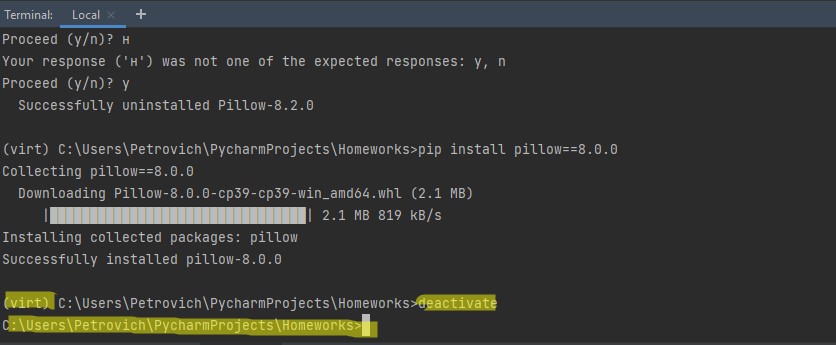 Terminal: Local × +
Proceed (y/n)? н
Your response ('н') was not one of the expected responses: y, n
Proceed (y/n)? y
  Successfully uninstalled Pillow-8.2.0

(virt) C:\Users\Petrovich\PycharmProjects\Homeworks>pip install pillow==8.0.0
Collecting pillow==8.0.0
  Downloading Pillow-8.0.0-cp39-cp39-win_amd64.whl (2.1 MB)
     |████████████████████████████████| 2.1 MB 819 kB/s
Installing collected packages: pillow
Successfully installed pillow-8.0.0

(virt) C:\Users\Petrovich\PycharmProjects\Homeworks>deactivate
C:\Users\Petrovich\PycharmProjects\Homeworks>